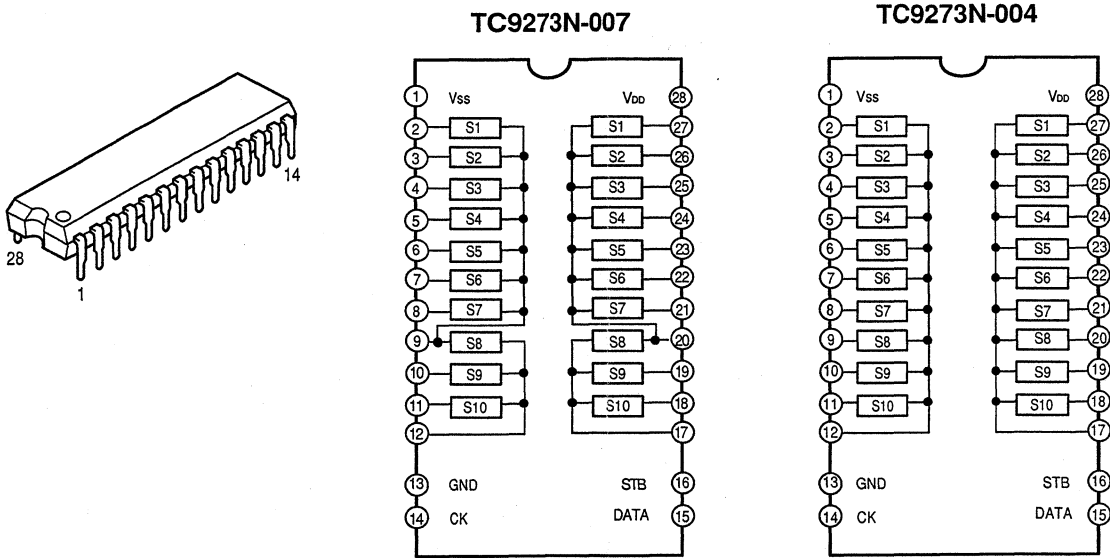 TC9273N-007
TC9273N-004
14
28
1
1 Vss VDD 28
2 S1 S1 27
3 S2 S2 26
4 S3 S3 25
5 S4 S4 24
6 S5 S5 23
7 S6 S6 22
8 S7 S7 21
9 S8 S8 20
10 S9 S9 19
11 S10 S10 18
12 17
13 GND STB 16
14 CK DATA 15
1 Vss VDD 28
2 S1 S1 27
3 S2 S2 26
4 S3 S3 25
5 S4 S4 24
6 S5 S5 23
7 S6 S6 22
8 S7 S7 21
9 S8 S8 20
10 S9 S9 19
11 S10 S10 18
12 17
13 GND STB 16
14 CK DATA 15